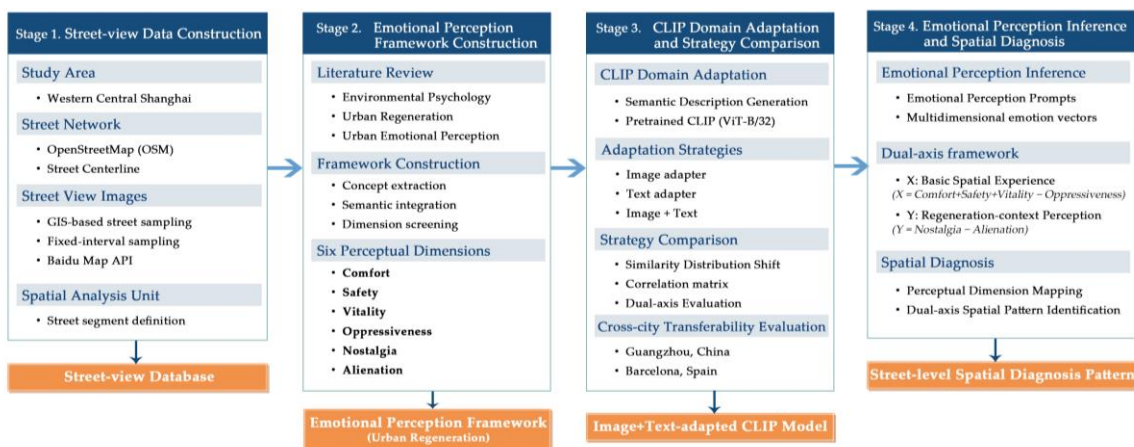 Stage 1. Street-view Data Construction
Study Area
• Western Central Shanghai
Street Network
• OpenStreetMap (OSM)
• Street Centerline
Street View Images
• GIS-based street sampling
• Fixed-interval sampling
• Baidu Map API
Spatial Analysis Unit
• Street segment definition
Street-view Database
Stage 2. Emotional Perception
Framework Construction
Literature Review
• Environmental Psychology
• Urban Regeneration
• Urban Emotional Perception
Framework Construction
• Concept extraction
• Semantic integration
• Dimension screening
Six Perceptual Dimensions
• Comfort
• Safety
• Vitality
• Oppressiveness
• Nostalgia
• Alienation
Emotional Perception Framework
(Urban Regeneration)
Stage 3. CLIP Domain Adaptation
and Strategy Comparison
CLIP Domain Adaptation
• Semantic Description Generation
• Pretrained CLIP (ViT-B/32)
Adaptation Strategies
• Image adapter
• Text adapter
• Image + Text
Strategy Comparison
• Similarity Distribution Shift
• Correlation matrix
• Dual-axis Evaluation
Cross-city Transferability Evaluation
• Guangzhou, China
• Barcelona, Spain
Image+Text-adapted CLIP Model
Stage 4. Emotional Perception Inference
and Spatial Diagnosis
Emotional Perception Inference
• Emotional Perception Prompts
• Multidimensional emotion vectors
Dual-axis framework
• X: Basic Spatial Experience
(X = Comfort+Safety+Vitality − Oppressiveness)
• Y: Regeneration-context Perception
(Y = Nostalgia − Alienation)
Spatial Diagnosis
• Perceptual Dimension Mapping
• Dual-axis Spatial Pattern Identification
Street-level Spatial Diagnosis Pattern